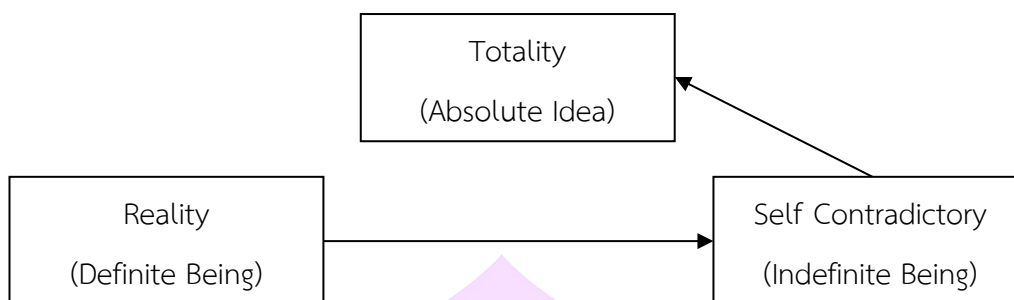 Totality
(Absolute Idea)
Reality
(Definite Being)
Self Contradictory
(Indefinite Being)